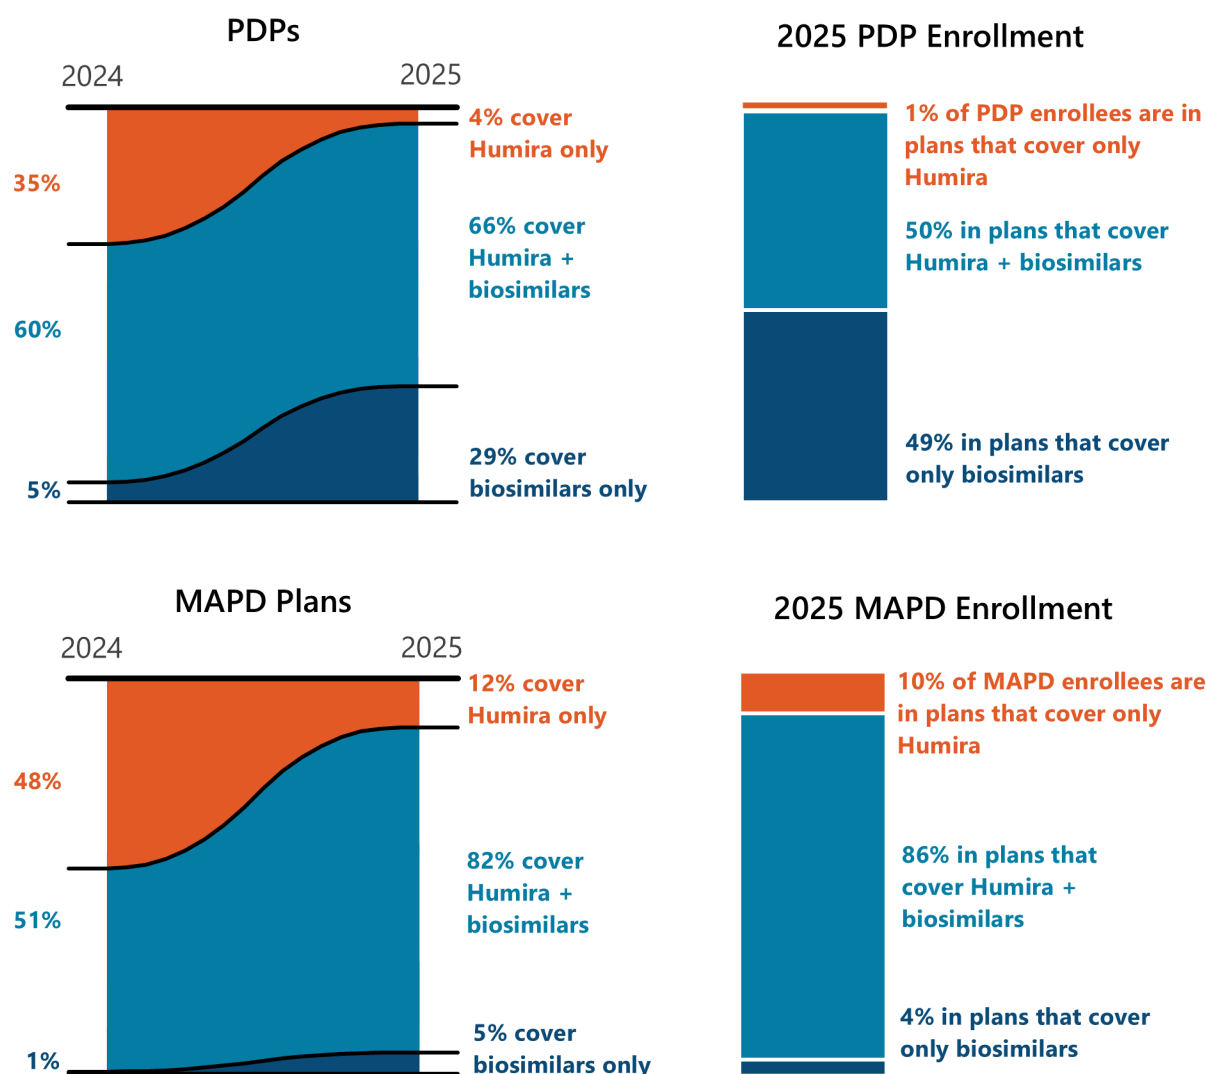 PDPs
2024
2025
35%
60%
5%
4% cover
Humira only
66% cover
Humira +
biosimilars
29% cover
biosimilars only
2025 PDP Enrollment
1% of PDP enrollees are in
plans that cover only
Humira
50% in plans that cover
Humira + biosimilars
49% in plans that cover
only biosimilars
MAPD Plans
2024
2025
48%
51%
1%
12% cover
Humira only
82% cover
Humira +
biosimilars
5% cover
biosimilars only
2025 MAPD Enrollment
10% of MAPD enrollees are
in plans that cover only
Humira
86% in plans that
cover Humira +
biosimilars
4% in plans that cover
only biosimilars